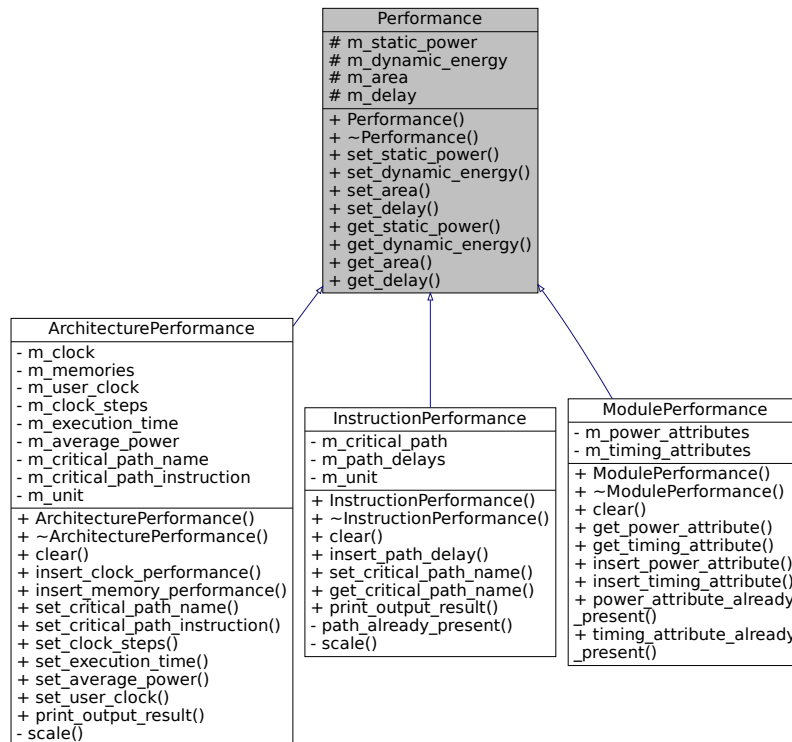 Performance
# m_static_power
# m_dynamic_energy
# m_area
# m_delay
+ Performance()
+ ~Performance()
+ set_static_power()
+ set_dynamic_energy()
+ set_area()
+ set_delay()
+ get_static_power()
+ get_dynamic_energy()
+ get_area()
+ get_delay()
ArchitecturePerformance
- m_clock
- m_memories
- m_user_clock
- m_clock_steps
- m_execution_time
- m_average_power
- m_critical_path_name
- m_critical_path_instruction
- m_unit
+ ArchitecturePerformance()
+ ~ArchitecturePerformance()
+ clear()
+ insert_clock_performance()
+ insert_memory_performance()
+ set_critical_path_name()
+ set_critical_path_instruction()
+ set_clock_steps()
+ set_execution_time()
+ set_average_power()
+ set_user_clock()
+ print_output_result()
- scale()
InstructionPerformance
- m_critical_path
- m_path_delays
- m_unit
+ InstructionPerformance()
+ ~InstructionPerformance()
+ clear()
+ insert_path_delay()
+ set_critical_path_name()
+ get_critical_path_name()
+ print_output_result()
- path_already_present()
- scale()
ModulePerformance
- m_power_attributes
- m_timing_attributes
+ ModulePerformance()
+ ~ModulePerformance()
+ clear()
+ get_power_attribute()
+ get_timing_attribute()
+ insert_power_attribute()
+ insert_timing_attribute()
+ power_attribute_already
_present()
+ timing_attribute_already
_present()